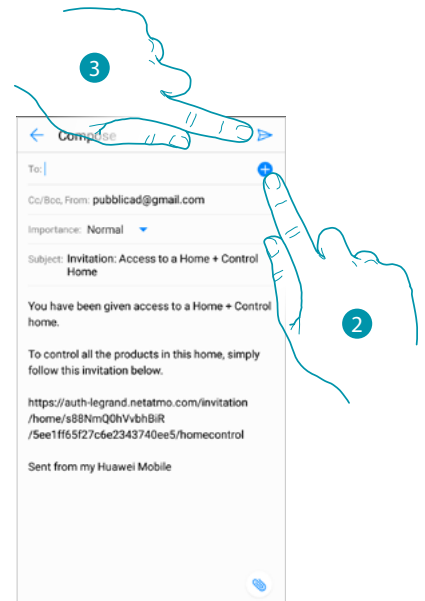 3
Compose
To:
Cc/Bcc, From: pubblicad@gmail.com
Importance: Normal
Subject: Invitation: Access to a Home + Control
Home
You have been given access to a Home + Control
home.
2
To control all the products in this home, simply
follow this invitation below.
https://auth-legrand.netatmo.com/invitation
/home/s88NmQ0hVvbhBiR
/5ee1ff65f27c6e2343740ee5/homecontrol
Sent from my Huawei Mobile